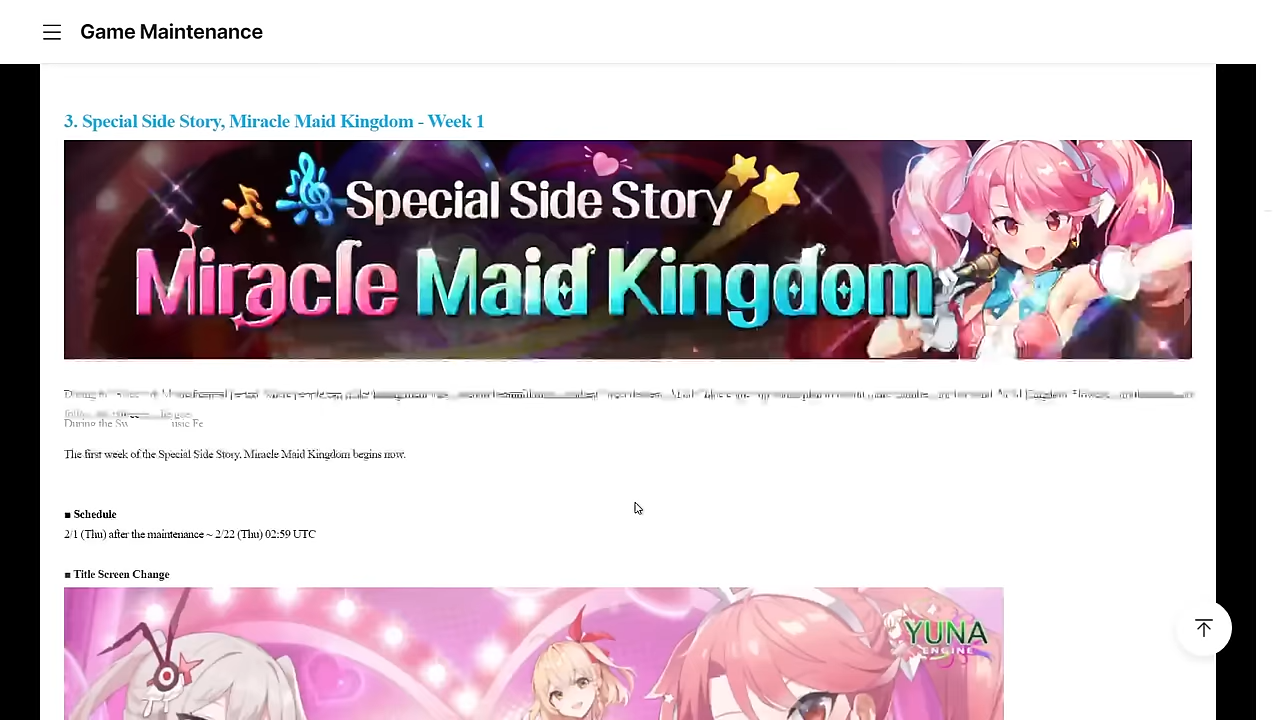 Game Maintenance
3. Special Side Story, Miracle Maid Kingdom - Week 1
Special Side Story
Miracle Maid Kingdom
During the
The first week of the Special Side Story, Miracle Maid Kingdom begins now.
■ Schedule
2/1 (Thu) after the maintenance ~ 2/22 (Thu) 02:59 UTC
■ Title Screen Change
YUNA
ENGINE